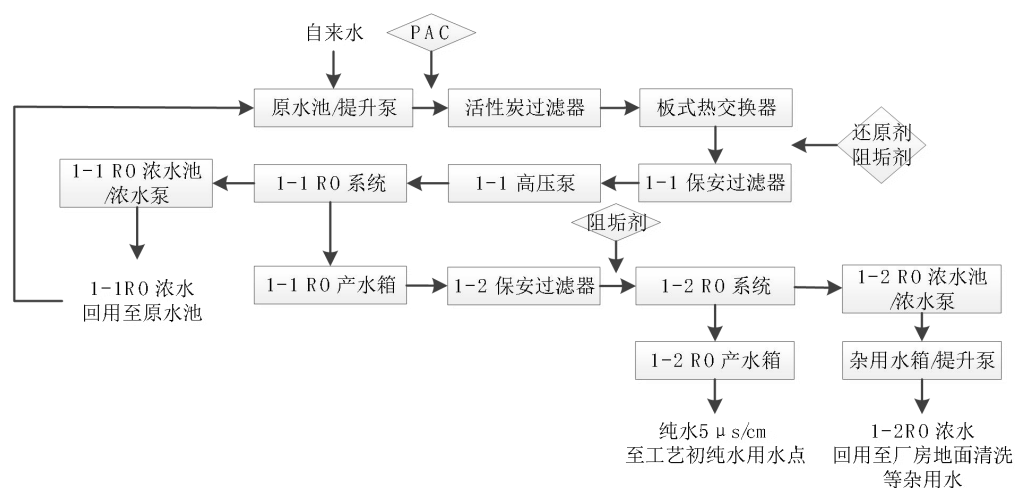 自来水
PAC
原水池/提升泵
活性炭过滤器
板式热交换器
还原剂
阻垢剂
1-1 RO 浓水池
/浓水泵
1-1 RO 系统
1-1 高压泵
1-1 保安过滤器
阻垢剂
1-1RO 浓水
回用至原水池
1-1 RO 产水箱
1-2 保安过滤器
1-2 RO 系统
1-2 RO 浓水池
/浓水泵
1-2 RO 产水箱
杂用水箱/提升泵
纯水5μs/cm
至工艺初纯水用水点
1-2RO 浓水
回用至厂房地面清洗
等杂用水